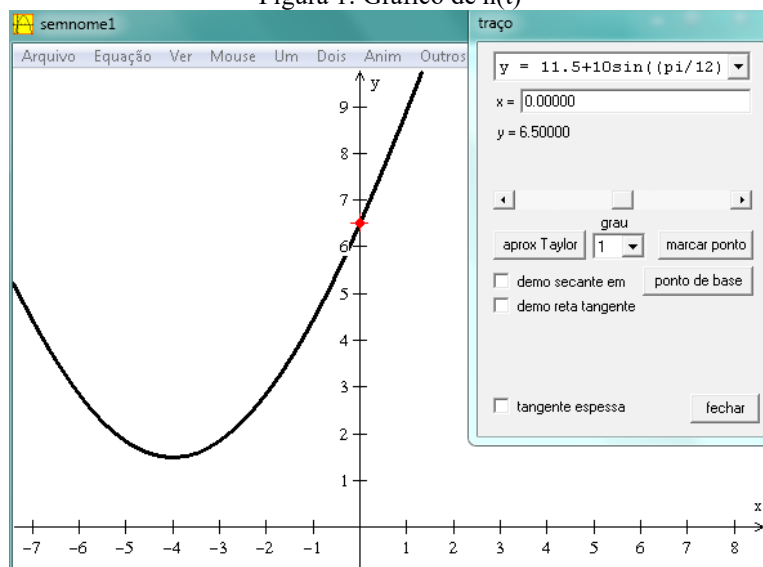 Figura 1: Gráfico de h(t)
semnome1
Arquivo Equação Ver Mouse Um Dois Anim Outros
traço
y = 11.5+10sin((pi/12)
x = 0.00000
y = 6.50000
grau
aprox Taylor 1 marcar ponto
demo secante em ponto de base
demo reta tangente
tangente espessa fechar
y
9
8
7
6
5
4
3
2
1
x
-7 -6 -5 -4 -3 -2 -1 1 2 3 4 5 6 7 8